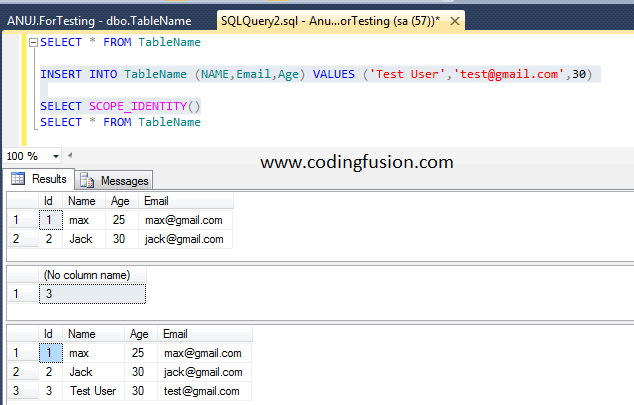 ANUJ.ForTesting - dbo.TableName SQLQuery2.sql - Anu...orTesting (sa (57))*
SELECT * FROM TableName
INSERT INTO TableName (NAME,Email,Age) VALUES ('Test User','test@gmail.com',30)
SELECT SCOPE_IDENTITY()
SELECT * FROM TableName
100 %
www.codingfusion.com
Results Messages
Id Name Age Email
1 1 max 25 max@gmail.com
2 2 Jack 30 jack@gmail.com
(No column name)
1 3
Id Name Age Email
1 1 max 25 max@gmail.com
2 2 Jack 30 jack@gmail.com
3 3 Test User 30 test@gmail.com